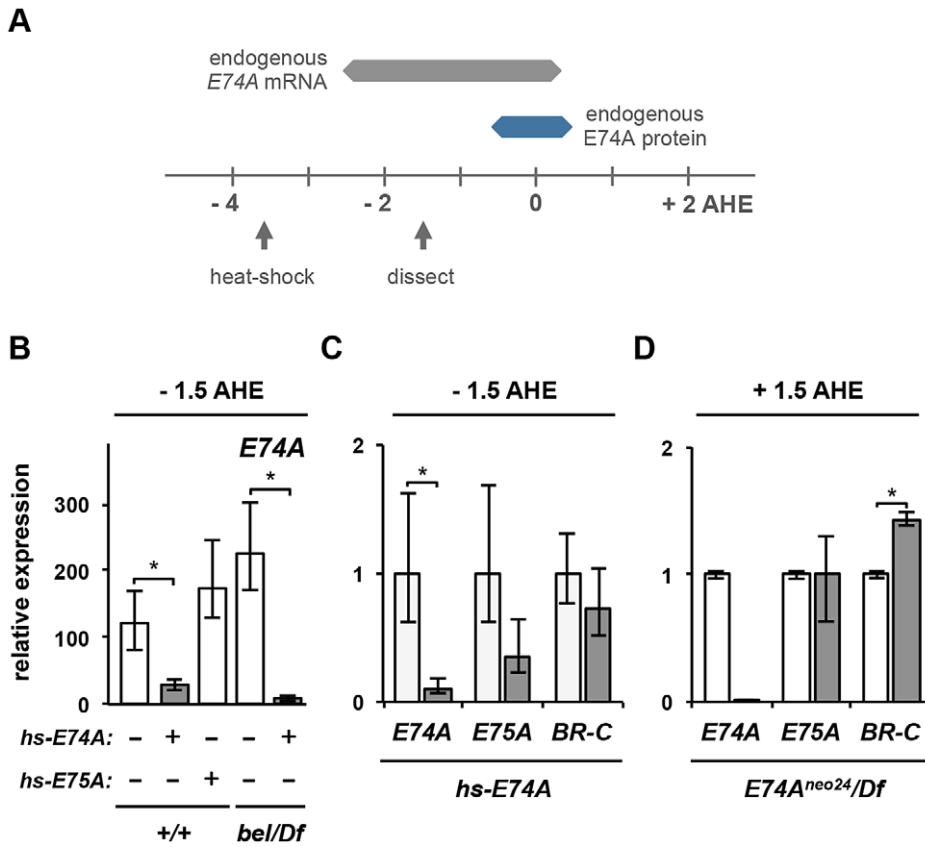 A
endogenous
E74A mRNA
endogenous
E74A protein
- 4
- 2
0
+ 2 AHE
heat-shock
dissect
B
- 1.5 AHE
E74A
*
*
relative expression
300
200
100
0
hs-E74A: – + – – +
hs-E75A: – – + – –
+/+
bel/Df
C
- 1.5 AHE
2
*
1
0
E74A E75A BR-C
hs-E74A
D
+ 1.5 AHE
2
*
1
0
E74A E75A BR-C
E74Aneo24/Df